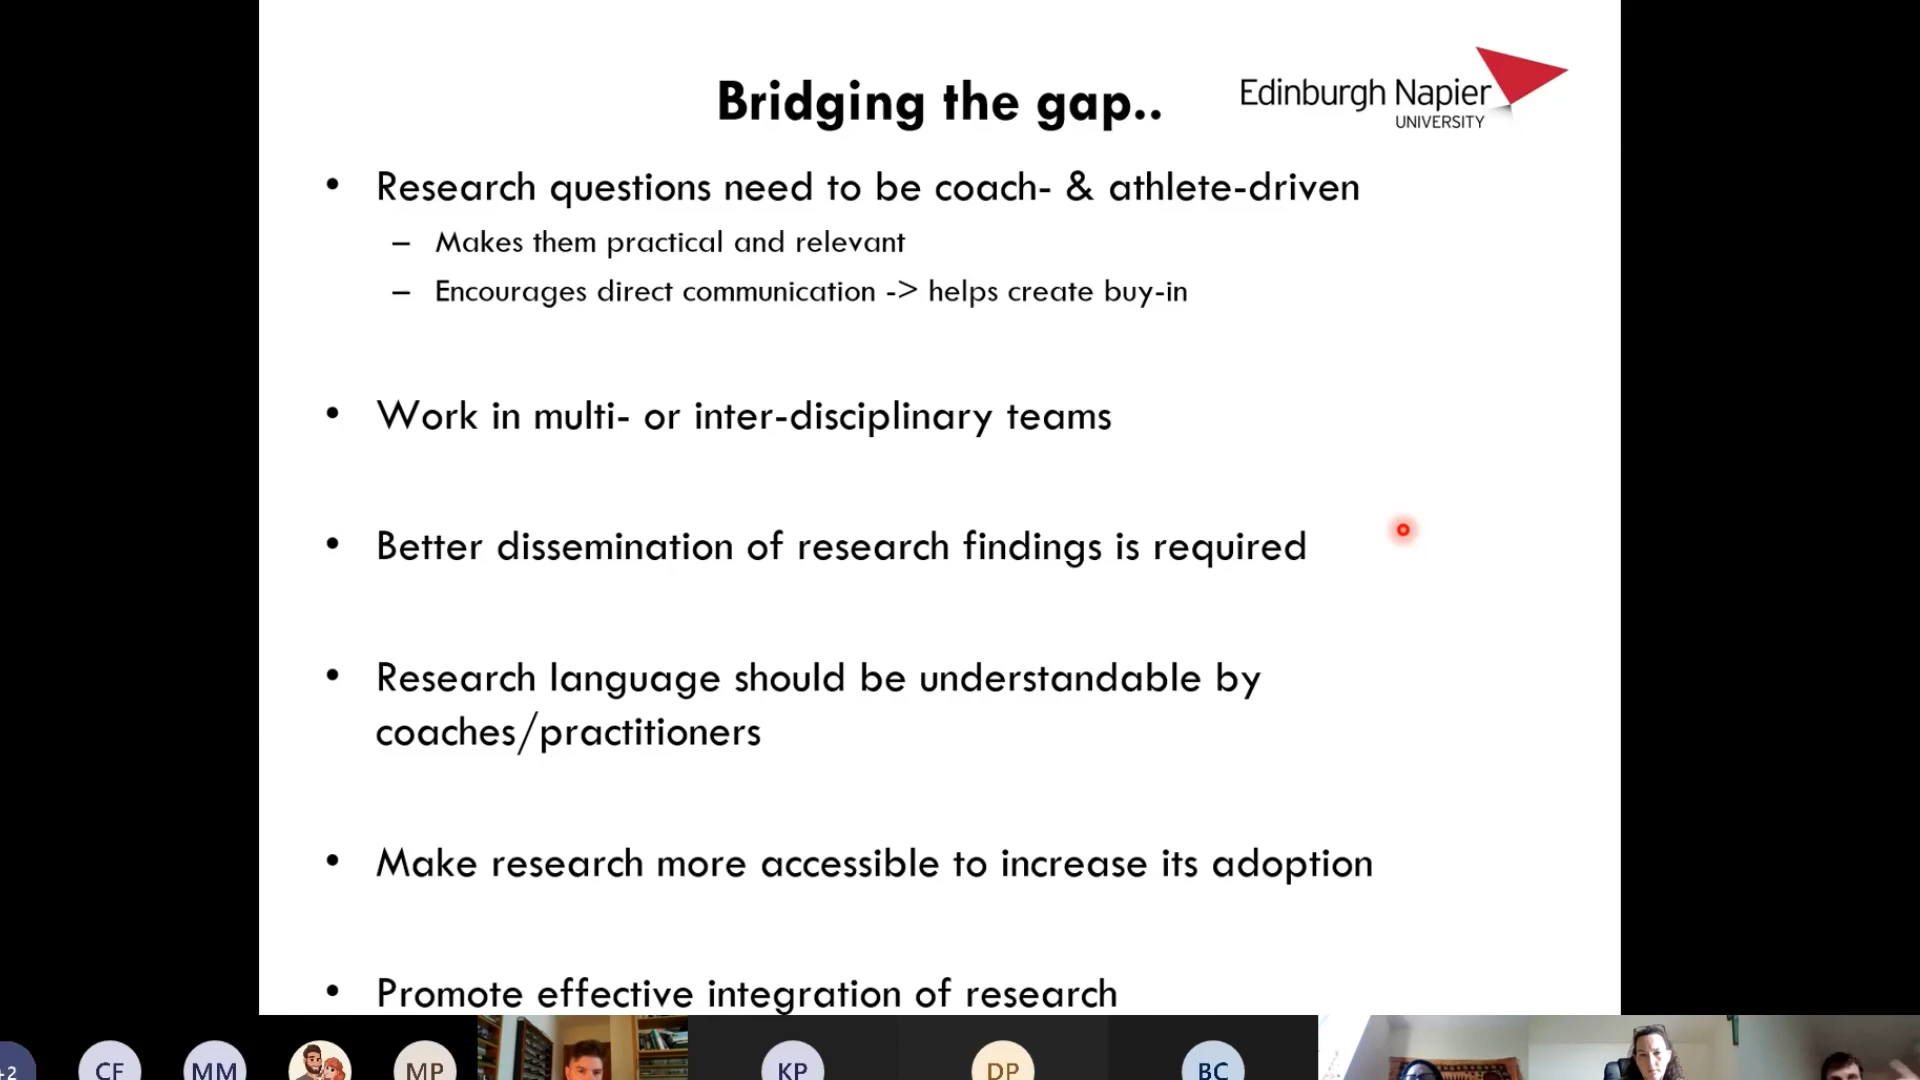 Bridging the gap..
Edinburgh Napier
UNIVERSITY
• Research questions need to be coach- & athlete-driven
– Makes them practical and relevant
– Encourages direct communication -> helps create buy-in
• Work in multi- or inter-disciplinary teams
• Better dissemination of research findings is required
• Research language should be understandable by
coaches/practitioners
• Make research more accessible to increase its adoption
• Promote effective integration of research
+2 CF MM MP KP DP BC